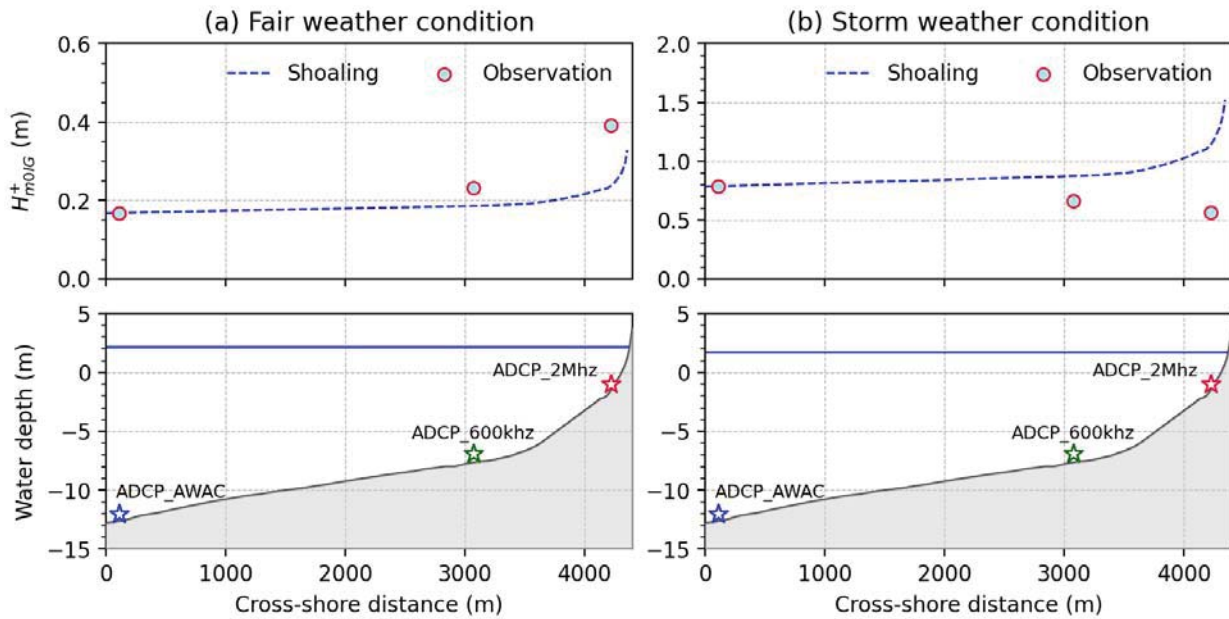 (a) Fair weather condition
(b) Storm weather condition
H⁺ₘ₀IG (m)
0.6
0.4
0.2
0.0
Shoaling
Observation
2.0
1.5
1.0
0.5
0.0
Shoaling
Observation
Water depth (m)
5
0
−5
−10
−15
ADCP_2Mhz
ADCP_600khz
ADCP_AWAC
0 1000 2000 3000 4000
Cross-shore distance (m)
5
0
−5
−10
−15
ADCP_2Mhz
ADCP_600khz
ADCP_AWAC
0 1000 2000 3000 4000
Cross-shore distance (m)